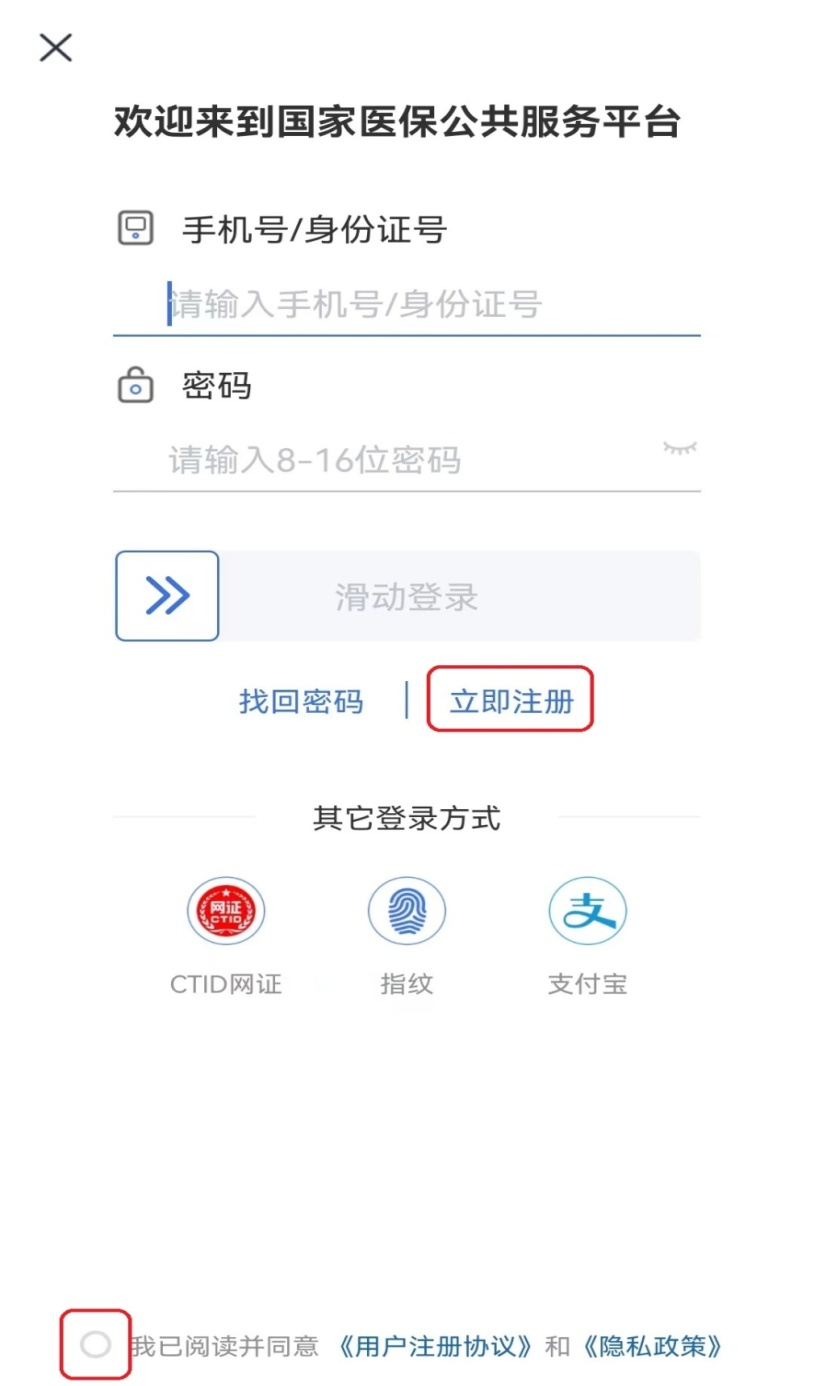 欢迎来到国家医保公共服务平台
手机号/身份证号
请输入手机号/身份证号
密码
请输入8-16位密码
滑动登录
找回密码 | 立即注册
其它登录方式
网证
CTID
CTID网证 指纹 支付宝
我已阅读并同意 《用户注册协议》 和 《隐私政策》